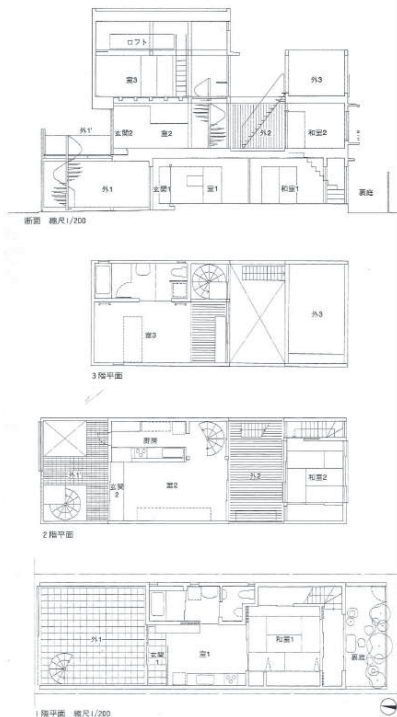 ロフト
室3
外3
外1'
玄関2
室2
外2
和室2
外1
玄関1
室1
和室1
裏庭
断面 縮尺1/200
室3
外3
3階平面
厨房
外1'
玄関2
室2
外2
和室2
2階平面
外1
玄関1
室1
和室1
裏庭
1階平面 縮尺1/200